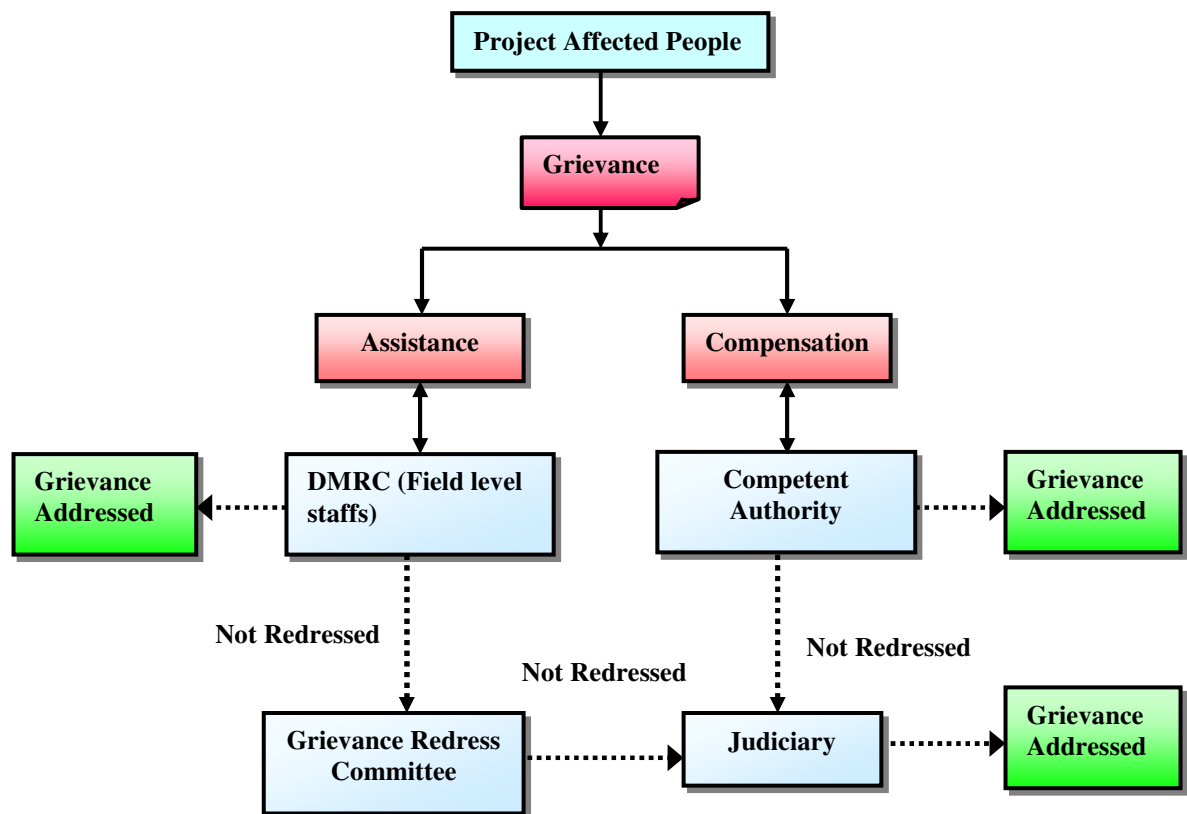 Project Affected People
Grievance
Assistance
Compensation
Grievance
Addressed
DMRC (Field level
staffs)
Competent
Authority
Grievance
Addressed
Not Redressed
Not Redressed
Not Redressed
Grievance Redress
Committee
Judiciary
Grievance
Addressed